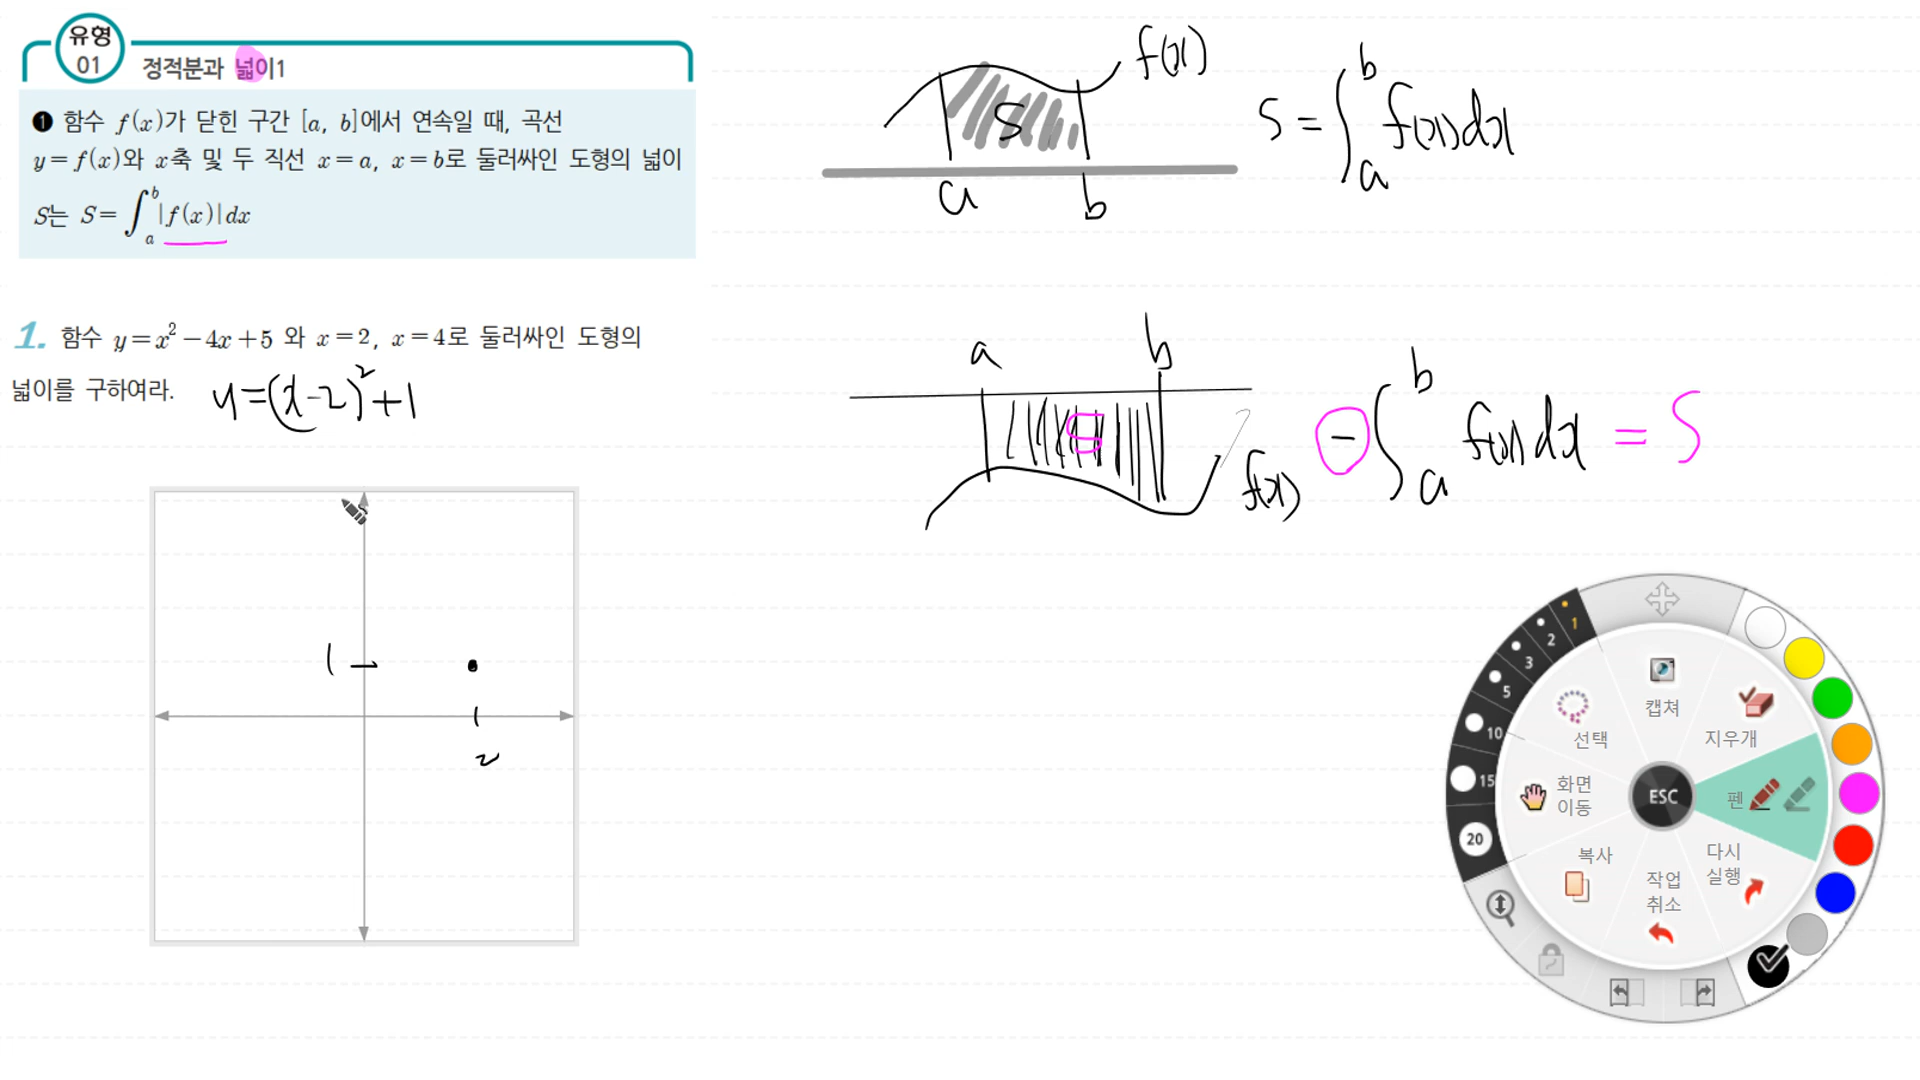 유형
01
정적분과 넓이1
❶ 함수 f(x)가 닫힌 구간 [a, b]에서 연속일 때, 곡선
y=f(x)와 x축 및 두 직선 x=a, x=b로 둘러싸인 도형의 넓이
S는 S=∫_a^b |f(x)|dx
1. 함수 y=x²-4x+5 와 x=2, x=4로 둘러싸인 도형의
넓이를 구하여라.
y=(x-2)²+1
1
2
f(x)
S
a
b
S=∫_a^b f(x)dx
a
b
f(x)
-∫_a^b f(x)dx = S
1
2
3
5
10
15
20
캡쳐
선택
지우개
화면
이동
ESC
펜
복사
작업
취소
다시
실행